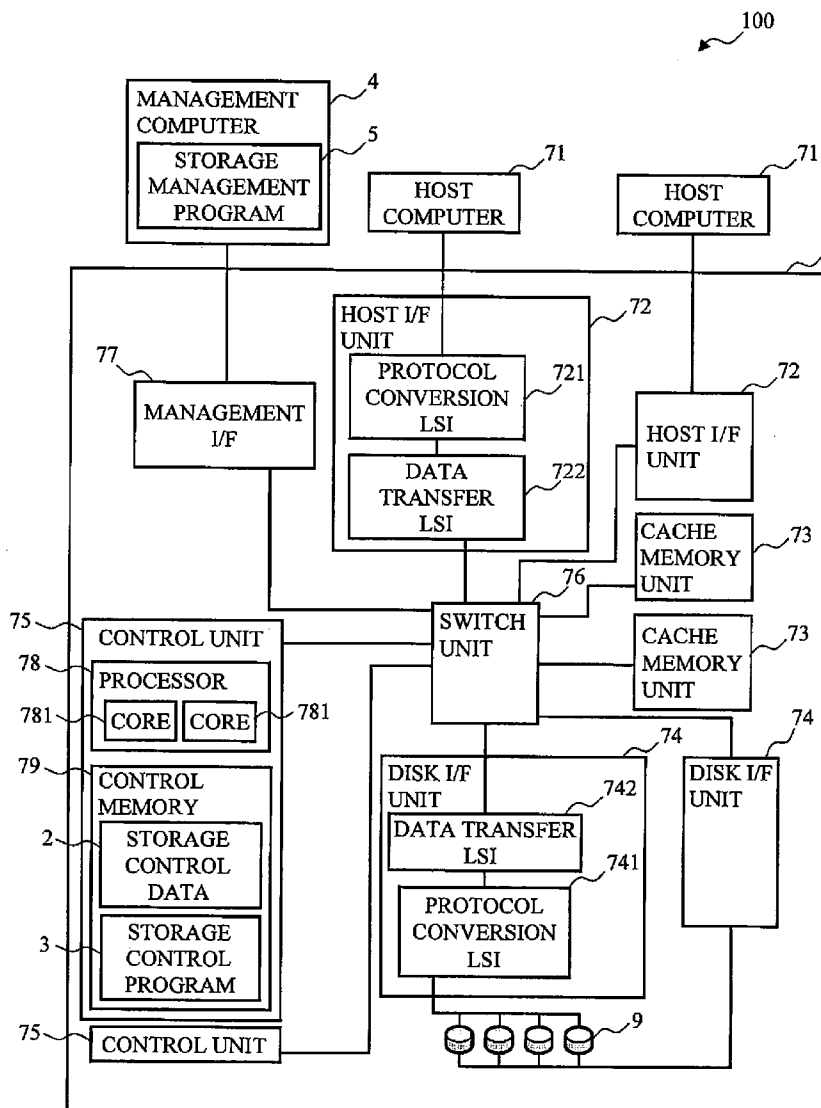 100
MANAGEMENT
COMPUTER
4
STORAGE
MANAGEMENT
PROGRAM
5
71
HOST
COMPUTER
71
HOST
COMPUTER
HOST I/F
UNIT
72
PROTOCOL
CONVERSION
LSI
721
DATA
TRANSFER
LSI
722
77
MANAGEMENT
I/F
72
HOST I/F
UNIT
CACHE
MEMORY
UNIT
73
76
SWITCH
UNIT
CACHE
MEMORY
UNIT
73
75
CONTROL UNIT
78
PROCESSOR
781
CORE
CORE
781
79
CONTROL
MEMORY
2
STORAGE
CONTROL
DATA
3
STORAGE
CONTROL
PROGRAM
75
CONTROL UNIT
74
DISK I/F
UNIT
742
DATA TRANSFER
LSI
741
PROTOCOL
CONVERSION
LSI
74
DISK I/F
UNIT
9